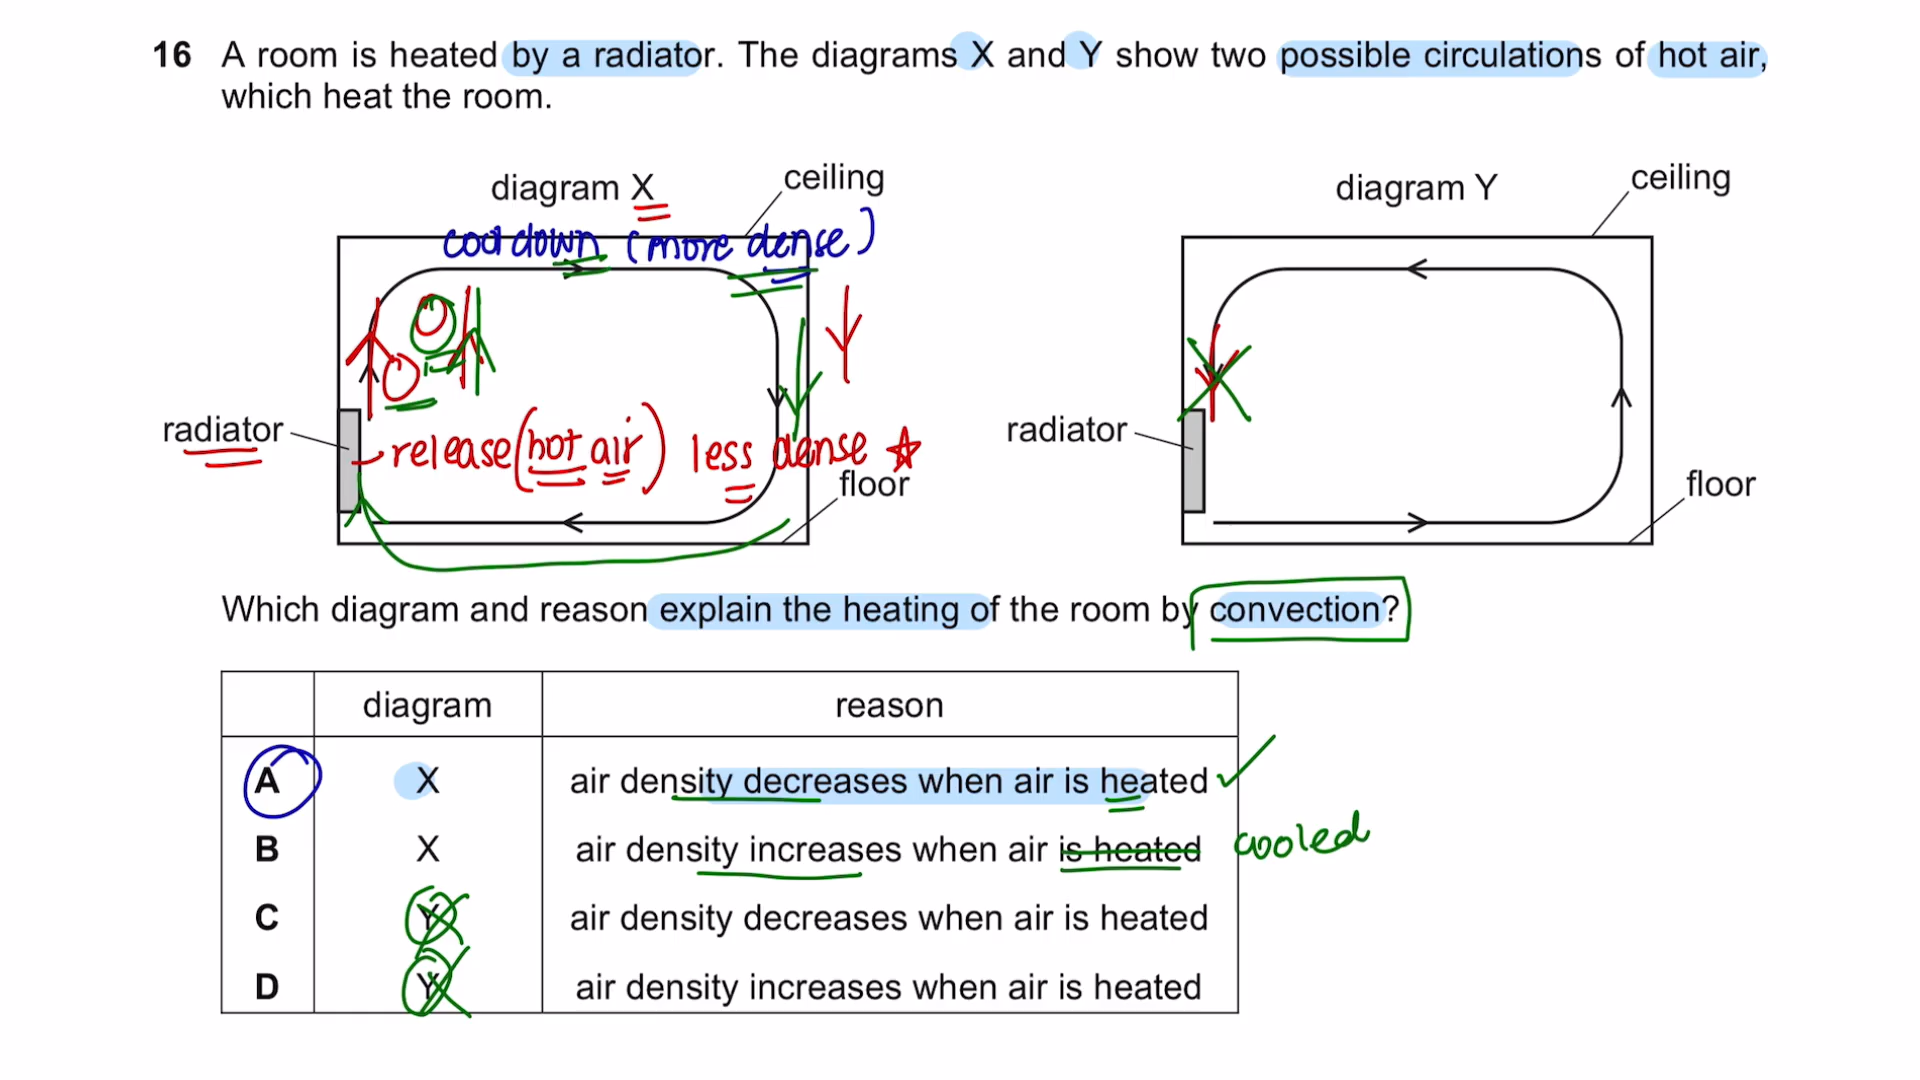 16 A room is heated by a radiator. The diagrams X and Y show two possible circulations of hot air,
which heat the room.
diagram X
ceiling
cool down (more dense)
radiator
release (hot air) less dense
floor
diagram Y
ceiling
radiator
floor
Which diagram and reason explain the heating of the room by convection?
diagram reason
A X air density decreases when air is heated
B X air density increases when air is heated cooled
C Y air density decreases when air is heated
D Y air density increases when air is heated